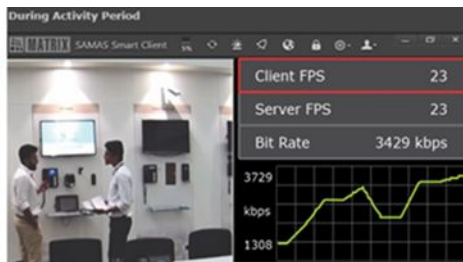 During Activity Period
MATRIX SAMAS Smart Client
Client FPS 23
Server FPS 23
Bit Rate 3429 kbps
3729
kbps
1308